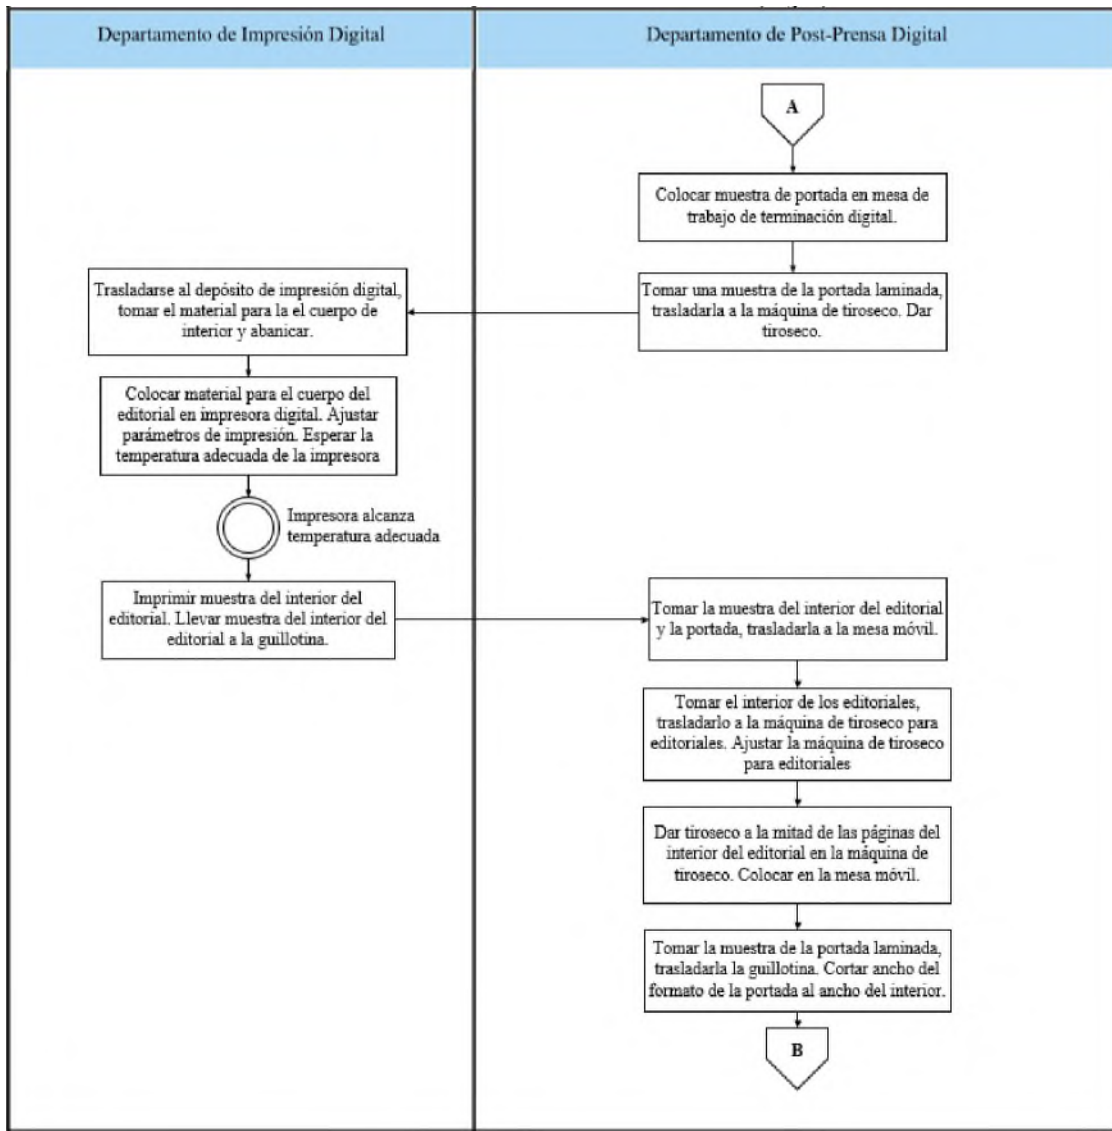 Departamento de Impresión Digital
Departamento de Post-Prensa Digital
A
Colocar muestra de portada en mesa de
trabajo de terminación digital.
Tomar una muestra de la portada laminada,
trasladarla a la máquina de tiroseco. Dar
tiroseco.
Trasladarse al depósito de impresión digital,
tomar el material para la el cuerpo de
interior y abanicar.
Colocar material para el cuerpo del
editorial en impresora digital. Ajustar
parámetros de impresión. Esperar la
temperatura adecuada de la impresora
Impresora alcanza
temperatura adecuada
Imprimir muestra del interior del
editorial. Llevar muestra del interior del
editorial a la guillotina.
Tomar la muestra del interior del editorial
y la portada, trasladarla a la mesa móvil.
Tomar el interior de los editoriales,
trasladarlo a la máquina de tiroseco para
editoriales. Ajustar la máquina de tiroseco
para editoriales
Dar tiroseco a la mitad de las páginas del
interior del editorial en la máquina de
tiroseco. Colocar en la mesa móvil.
Tomar la muestra de la portada laminada,
trasladarla la guillotina. Cortar ancho del
formato de la portada al ancho del interior.
B